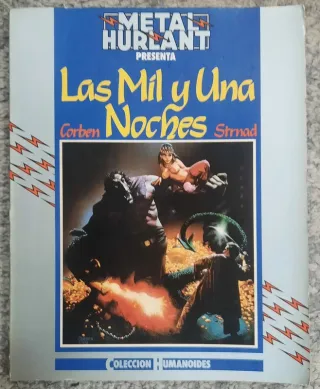 METAL
HURLANT
PRESENTA
Las Mil y Una
Noches
Corben
Strnad
COLECCION HUMANOIDES